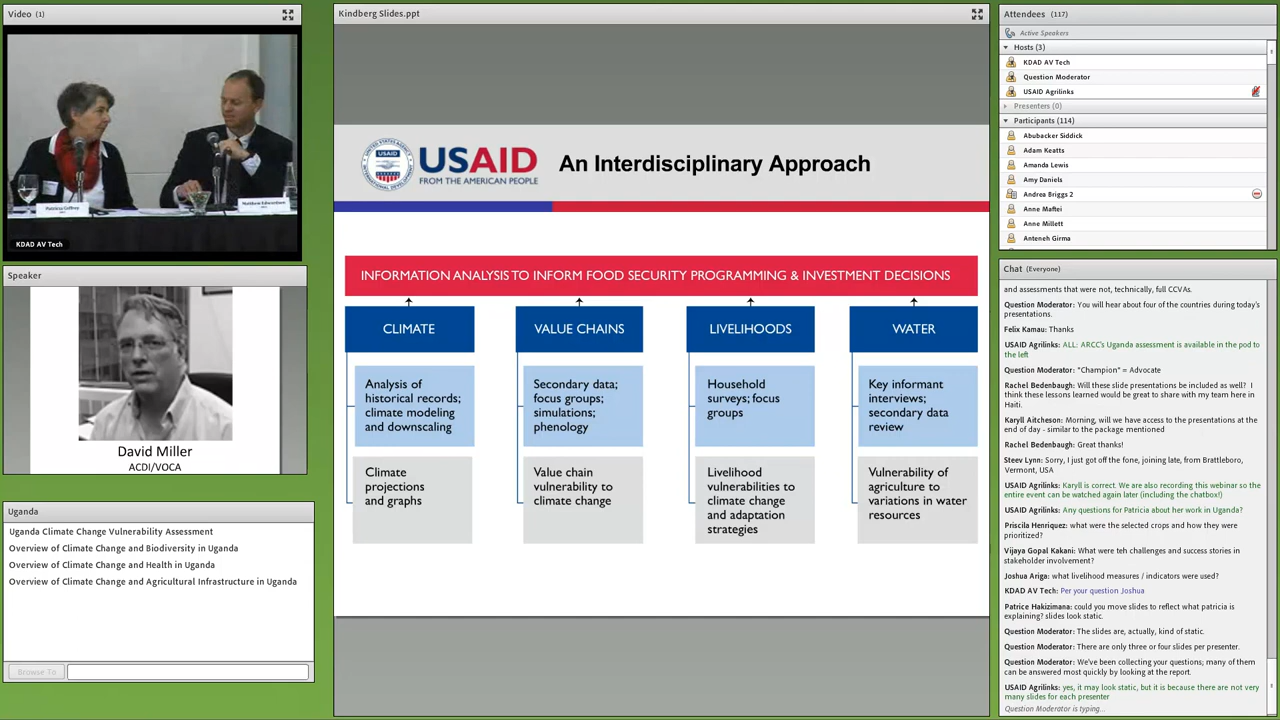 Video (1)
Patricia Caffrey
KDAD AV Tech
Speaker
David Miller
ACDI/VOCA
Uganda
Uganda Climate Change Vulnerability Assessment
Overview of Climate Change and Biodiversity in Uganda
Overview of Climate Change and Health in Uganda
Overview of Climate Change and Agricultural Infrastructure in Uganda
Browse To
Kindberg Slides.ppt
USAID
USAID
FROM THE AMERICAN PEOPLE
An Interdisciplinary Approach
INFORMATION ANALYSIS TO INFORM FOOD SECURITY PROGRAMMING & INVESTMENT DECISIONS
CLIMATE
Analysis of
historical records;
climate modeling
and downscaling
Climate
projections
and graphs
VALUE CHAINS
Secondary data;
focus groups;
simulations;
phenology
Value chain
vulnerability to
climate change
LIVELIHOODS
Household
surveys; focus
groups
Livelihood
vulnerabilities to
climate change
and adaptation
strategies
WATER
Key informant
interviews;
secondary data
review
Vulnerability of
agriculture to
variations in water
resources
Attendees (117)
Active Speakers
Hosts (3)
KDAD AV Tech
Question Moderator
USAID Agrilinks
Presenters (0)
Participants (114)
Abubacker Siddick
Adam Keatts
Amanda Lewis
Amy Daniels
Andrea Briggs 2
Anne Maftei
Anne Millett
Anteneh Girma
Chat (Everyone)
and assessments that were not, technically, full CCVAs.
Question Moderator: You will hear about four of the countries during today's
presentations.
Felix Kamau: Thanks
USAID Agrilinks: ALL: ARCC's Uganda assessment is available in the pod to
the left
Question Moderator: "Champion" = Advocate
Rachel Bedenbaugh: Will these slide presentations be included as well? I
think these lessons learned would be great to share with my team here in
Haiti.
Karyll Aitcheson: Morning, will we have access to the presentations at the
end of day - similar to the package mentioned
Rachel Bedenbaugh: Great thanks!
Steev Lynn: Sorry, I just got off the fone, joining late, from Brattleboro,
Vermont, USA
USAID Agrilinks: Karyll is correct. We are also recording this webinar so the
entire event can be watched again later (including the chatbox!)
USAID Agrilinks: Any questions for Patricia about her work in Uganda?
Priscila Henriquez: what were the selected crops and how they were
prioritized?
Vijaya Gopal Kakani: What were teh challenges and success stories in
stakeholder involvement?
Joshua Ariga: what livelihood measures / indicators were used?
KDAD AV Tech: Per your question Joshua
Patrice Hakizimana: could you move slides to reflect what patricia is
explaining? slides look static.
Question Moderator: The slides are, actually, kind of static.
Question Moderator: There are only three or four slides per presenter.
Question Moderator: We've been collecting your questions; many of them
can be answered most quickly by looking at the report.
USAID Agrilinks: yes, it may look static, but it is because there are not very
many slides for each presenter
Question Moderator is typing...